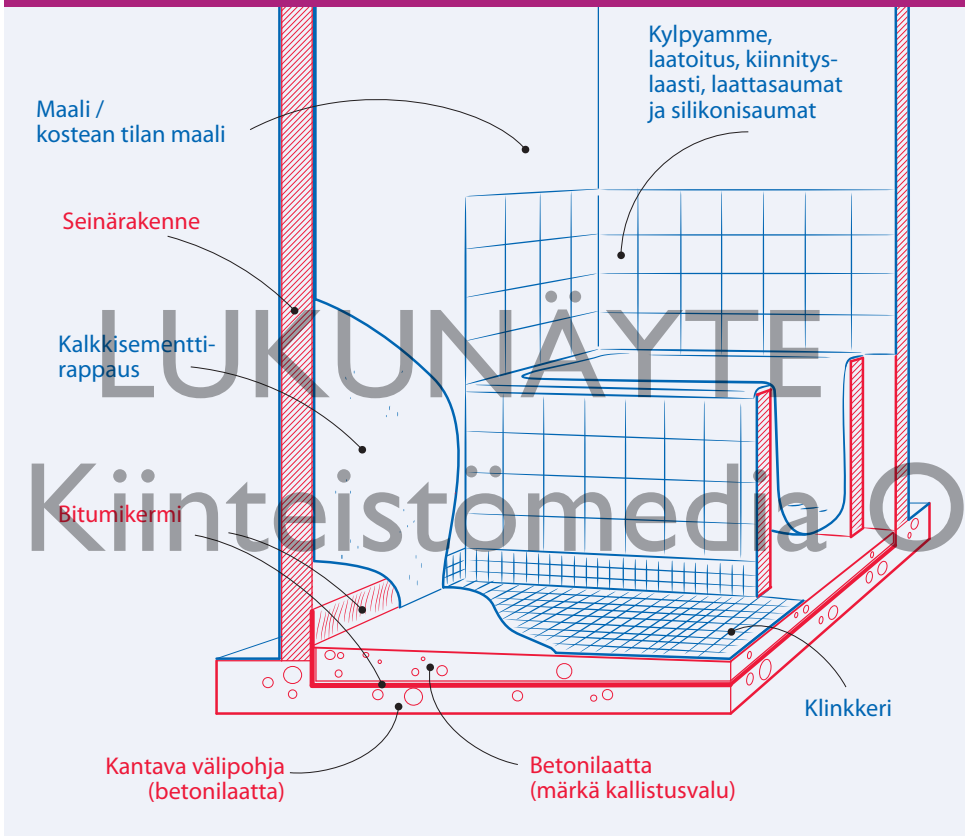 Kylpyamme,
laatoitus, kiinnitys-
laasti, laattasaumat
ja silikonisaumat
Maali /
kostean tilan maali
Seinärakenne
LUKUNÄYTE
Kalkkisementti-
rappaus
Kiinteistömedia O
Bitumikermi
Klinkkeri
Kantava välipohja
(betonilaatta)
Betonilaatta
(märkä kallistusvalu)